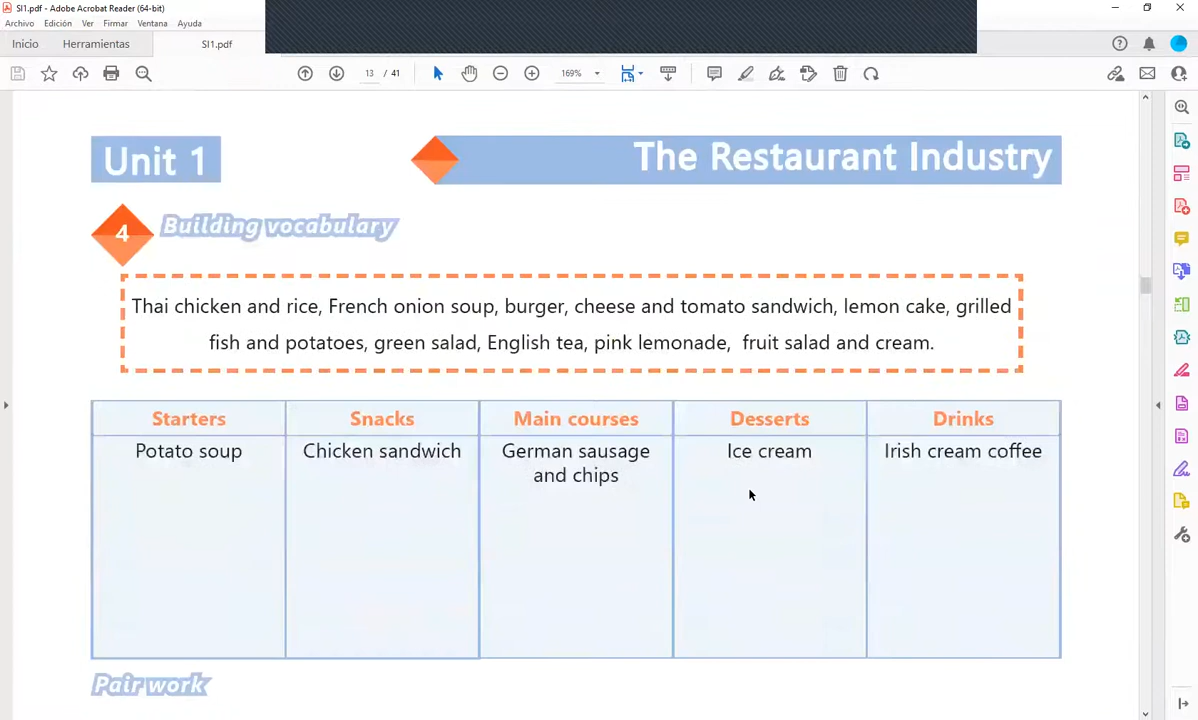 SI1.pdf - Adobe Acrobat Reader (64-bit)
Archivo Edición Ver Firmar Ventana Ayuda
Inicio Herramientas SI1.pdf
13 / 41 169%
Unit 1 The Restaurant Industry
4 Building vocabulary
Thai chicken and rice, French onion soup, burger, cheese and tomato sandwich, lemon cake, grilled
fish and potatoes, green salad, English tea, pink lemonade, fruit salad and cream.
Starters Snacks Main courses Desserts Drinks
Potato soup Chicken sandwich German sausage Ice cream Irish cream coffee
and chips
Pair work